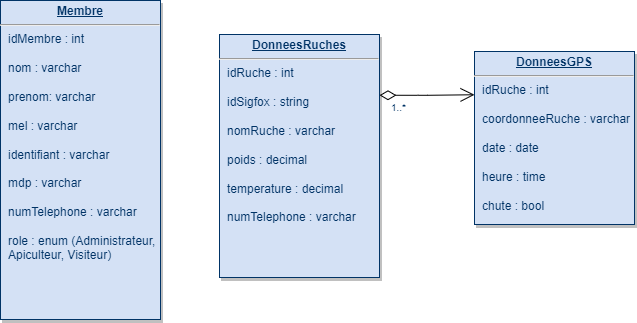 Membre
idMembre : int
nom : varchar
prenom: varchar
mel : varchar
identifiant : varchar
mdp : varchar
numTelephone : varchar
role : enum (Administrateur,
Apiculteur, Visiteur)
DonneesRuches
idRuche : int
idSigfox : string
nomRuche : varchar
poids : decimal
temperature : decimal
numTelephone : varchar
1..*
DonneesGPS
idRuche : int
coordonneeRuche : varchar
date : date
heure : time
chute : bool